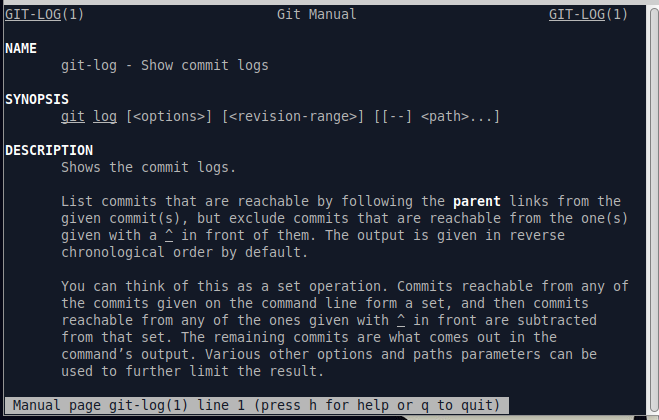 GIT-LOG(1) Git Manual GIT-LOG(1)
NAME
git-log - Show commit logs
SYNOPSIS
git log [<options>] [<revision-range>] [[--] <path>...]
DESCRIPTION
Shows the commit logs.
List commits that are reachable by following the parent links from the
given commit(s), but exclude commits that are reachable from the one(s)
given with a ^ in front of them. The output is given in reverse
chronological order by default.
You can think of this as a set operation. Commits reachable from any of
the commits given on the command line form a set, and then commits
reachable from any of the ones given with ^ in front are subtracted
from that set. The remaining commits are what comes out in the
command’s output. Various other options and paths parameters can be
used to further limit the result.
Manual page git-log(1) line 1 (press h for help or q to quit)